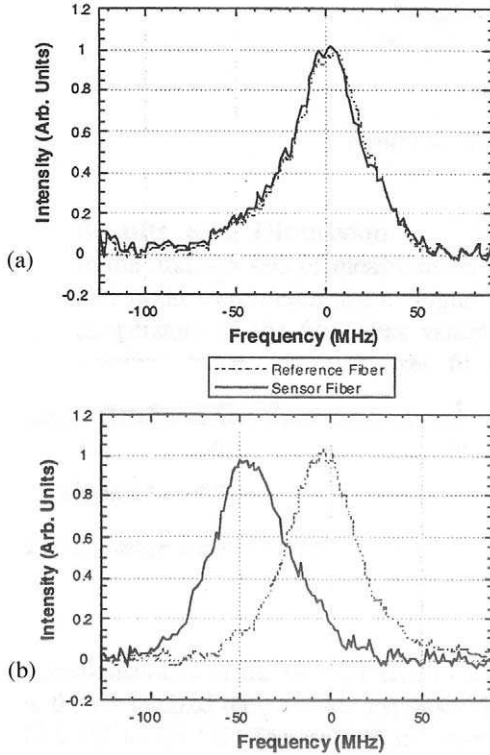 1.2
1
0.8
0.6
0.4
0.2
0
-0.2
Intensity (Arb. Units)
(a)
-100 -50 0 50
Frequency (MHz)
Reference Fiber
Sensor Fiber
1.2
1
0.8
0.6
0.4
0.2
0
-0.2
Intensity (Arb. Units)
(b)
-100 -50 0 50
Frequency (MHz)